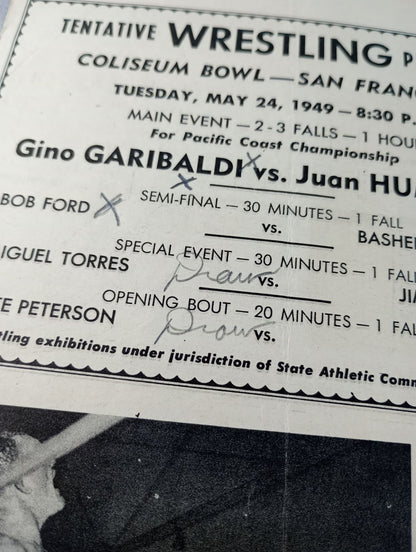 TENTATIVE WRESTLING P
COLISEUM BOWL — SAN FRAN
TUESDAY, MAY 24, 1949 — 8:30 P.
MAIN EVENT — 2-3 FALLS — 1 HOU
For Pacific Coast Championship
Gino GARIBALDI X vs. Juan HU
X
SEMI-FINAL — 30 MINUTES — 1 FALL
BOB FORD X vs. BASHE
SPECIAL EVENT — 30 MINUTES — 1 FAL
IGUEL TORRES Draw vs. JI
OPENING BOUT — 20 MINUTES — 1 FAL
E PETERSON Draw vs.
tling exhibitions under jurisdiction of State Athletic Comm